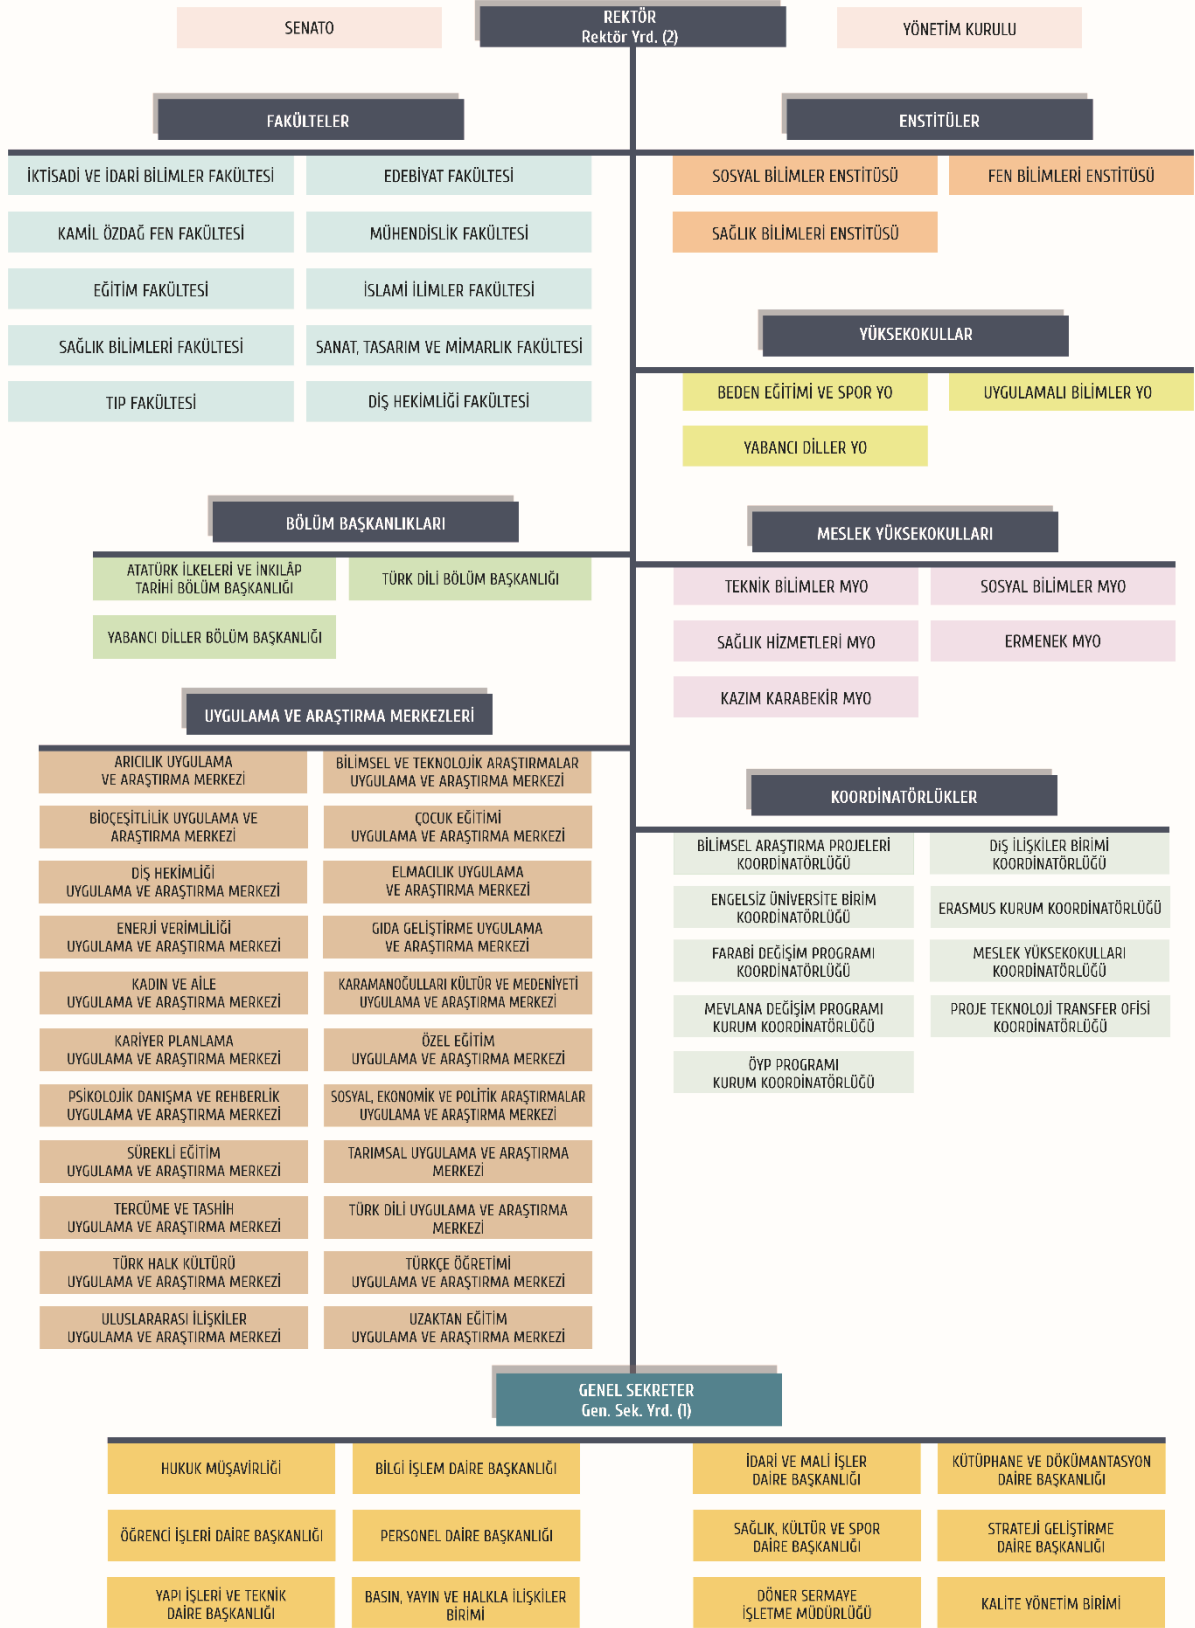 SENATO
REKTÖR
Rektör Yrd. (2)
YÖNETİM KURULU
FAKÜLTELER
İKTİSADİ VE İDARİ BİLİMLER FAKÜLTESİ
EDEBİYAT FAKÜLTESİ
KAMİL ÖZDAĞ FEN FAKÜLTESİ
MÜHENDİSLİK FAKÜLTESİ
EĞİTİM FAKÜLTESİ
İSLAMİ İLİMLER FAKÜLTESİ
SAĞLIK BİLİMLERİ FAKÜLTESİ
SANAT, TASARIM VE MİMARLIK FAKÜLTESİ
TIP FAKÜLTESİ
DİŞ HEKİMLİĞİ FAKÜLTESİ
ENSTİTÜLER
SOSYAL BİLİMLER ENSTİTÜSÜ
FEN BİLİMLERİ ENSTİTÜSÜ
SAĞLIK BİLİMLERİ ENSTİTÜSÜ
YÜKSEKOKULLAR
BEDEN EĞİTİMİ VE SPOR YO
UYGULAMALI BİLİMLER YO
YABANCI DİLLER YO
BÖLÜM BAŞKANLIKLARI
ATATÜRK İLKELERİ VE İNKILÂP
TARİHİ BÖLÜM BAŞKANLIĞI
TÜRK DİLİ BÖLÜM BAŞKANLIĞI
YABANCI DİLLER BÖLÜM BAŞKANLIĞI
MESLEK YÜKSEKOKULLARI
TEKNİK BİLİMLER MYO
SOSYAL BİLİMLER MYO
SAĞLIK HİZMETLERİ MYO
ERMENEK MYO
KAZIM KARABEKİR MYO
UYGULAMA VE ARAŞTIRMA MERKEZLERİ
ARICILIK UYGULAMA
VE ARAŞTIRMA MERKEZİ
BİLİMSEL VE TEKNOLOJİK ARAŞTIRMALAR
UYGULAMA VE ARAŞTIRMA MERKEZİ
BİOÇEŞİTLİLİK UYGULAMA VE
ARAŞTIRMA MERKEZİ
ÇOCUK EĞİTİMİ
UYGULAMA VE ARAŞTIRMA MERKEZİ
DİŞ HEKİMLİĞİ
UYGULAMA VE ARAŞTIRMA MERKEZİ
ELMACILIK UYGULAMA
VE ARAŞTIRMA MERKEZİ
ENERJİ VERİMLİLİĞİ
UYGULAMA VE ARAŞTIRMA MERKEZİ
GIDA GELİŞTİRME UYGULAMA
VE ARAŞTIRMA MERKEZİ
KADIN VE AİLE
UYGULAMA VE ARAŞTIRMA MERKEZİ
KARAMANOĞULLARI KÜLTÜR VE MEDENİYETİ
UYGULAMA VE ARAŞTIRMA MERKEZİ
KARİYER PLANLAMA
UYGULAMA VE ARAŞTIRMA MERKEZİ
ÖZEL EĞİTİM
UYGULAMA VE ARAŞTIRMA MERKEZİ
PSİKOLOJİK DANIŞMA VE REHBERLİK
UYGULAMA VE ARAŞTIRMA MERKEZİ
SOSYAL, EKONOMİK VE POLİTİK ARAŞTIRMALAR
UYGULAMA VE ARAŞTIRMA MERKEZİ
SÜREKLİ EĞİTİM
UYGULAMA VE ARAŞTIRMA MERKEZİ
TARIMSAL UYGULAMA VE ARAŞTIRMA
MERKEZİ
TERCÜME VE TASHİH
UYGULAMA VE ARAŞTIRMA MERKEZİ
TÜRK DİLİ UYGULAMA VE ARAŞTIRMA
MERKEZİ
TÜRK HALK KÜLTÜRÜ
UYGULAMA VE ARAŞTIRMA MERKEZİ
TÜRKÇE ÖĞRETİMİ
UYGULAMA VE ARAŞTIRMA MERKEZİ
ULUSLARARASI İLİŞKİLER
UYGULAMA VE ARAŞTIRMA MERKEZİ
UZAKTAN EĞİTİM
UYGULAMA VE ARAŞTIRMA MERKEZİ
KOORDİNATÖRLÜKLER
BİLİMSEL ARAŞTIRMA PROJELERİ
KOORDİNATÖRLÜĞÜ
DIŞ İLİŞKİLER BİRİMİ
KOORDİNATÖRLÜĞÜ
ENGELSİZ ÜNİVERSİTE BİRİM
KOORDİNATÖRLÜĞÜ
ERASMUS KURUM KOORDİNATÖRLÜĞÜ
FARABİ DEĞİŞİM PROGRAMI
KOORDİNATÖRLÜĞÜ
MESLEK YÜKSEKOKULLARI
KOORDİNATÖRLÜĞÜ
MEVLANA DEĞİŞİM PROGRAMI
KURUM KOORDİNATÖRLÜĞÜ
PROJE TEKNOLOJİ TRANSFER OFİSİ
KOORDİNATÖRLÜĞÜ
ÖYP PROGRAMI
KURUM KOORDİNATÖRLÜĞÜ
GENEL SEKRETER
Gen. Sek. Yrd. (1)
HUKUK MÜŞAVİRLİĞİ
BİLGİ İŞLEM DAİRE BAŞKANLIĞI
İDARİ VE MALİ İŞLER
DAİRE BAŞKANLIĞI
KÜTÜPHANE VE DÖKÜMANTASYON
DAİRE BAŞKANLIĞI
ÖĞRENCİ İŞLERİ DAİRE BAŞKANLIĞI
PERSONEL DAİRE BAŞKANLIĞI
SAĞLIK, KÜLTÜR VE SPOR
DAİRE BAŞKANLIĞI
STRATEJİ GELİŞTİRME
DAİRE BAŞKANLIĞI
YAPI İŞLERİ VE TEKNİK
DAİRE BAŞKANLIĞI
BASIN, YAYIN VE HALKLA İLİŞKİLER
BİRİMİ
DÖNER SERMAYE
İŞLETME MÜDÜRLÜĞÜ
KALİTE YÖNETİM BİRİMİ